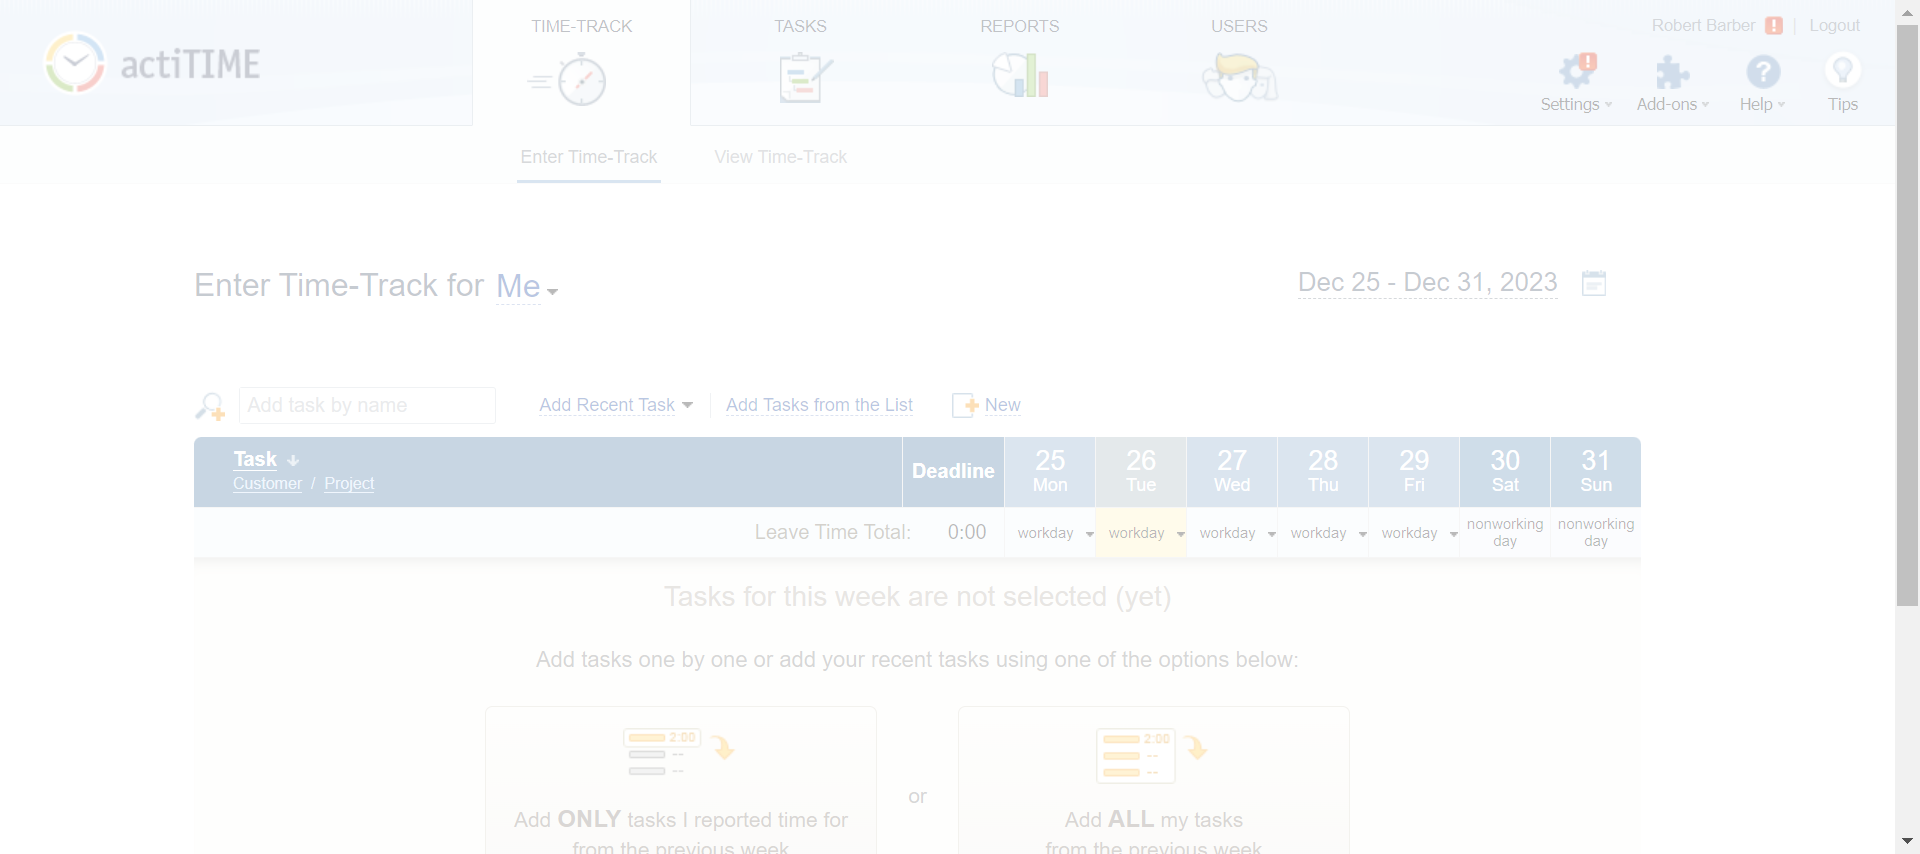 TIME-TRACK
TASKS
REPORTS
USERS
Robert Barber
Logout
actiTIME
Settings
Add-ons
Help
Tips
Enter Time-Track
View Time-Track
Enter Time-Track for Me
Dec 25 - Dec 31, 2023
Add task by name
Add Recent Task
Add Tasks from the List
New
Task
Customer / Project
Deadline
25
Mon
26
Tue
27
Wed
28
Thu
29
Fri
30
Sat
31
Sun
Leave Time Total: 0:00
workday
workday
workday
workday
workday
nonworking
day
nonworking
day
Tasks for this week are not selected (yet)
Add tasks one by one or add your recent tasks using one of the options below:
2:00
--
--
Add ONLY tasks I reported time for
from the previous week
or
2:00
--
--
Add ALL my tasks
from the previous week